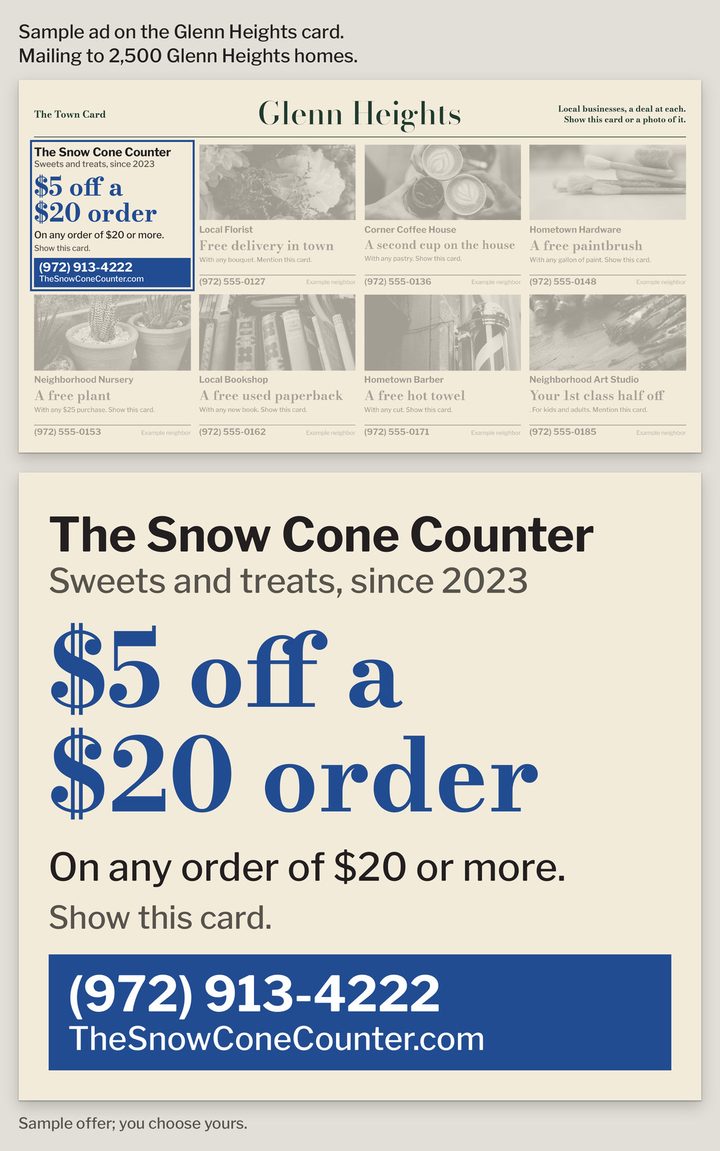 Sample ad on the Glenn Heights card.
Mailing to 2,500 Glenn Heights homes.
The Town Card
Glenn Heights
Local businesses, a deal at each.
Show this card or a photo of it.
The Snow Cone Counter
Sweets and treats, since 2023
$5 off a
$20 order
On any order of $20 or more.
Show this card.
(972) 913-4222
TheSnowConeCounter.com
Local Florist
Free delivery in town
With any bouquet. Mention this card.
(972) 555-0127
Example neighbor
Corner Coffee House
A second cup on the house
With any pastry. Show this card.
(972) 555-0136
Example neighbor
Hometown Hardware
A free paintbrush
With any gallon of paint. Show this card.
(972) 555-0148
Example neighbor
Neighborhood Nursery
A free plant
With any $25 purchase. Show this card.
(972) 555-0153
Example neighbor
Local Bookshop
A free used paperback
With any new book. Show this card.
(972) 555-0162
Example neighbor
Hometown Barber
A free hot towel
With any cut. Show this card.
(972) 555-0171
Example neighbor
Neighborhood Art Studio
Your 1st class half off
For kids and adults. Mention this card.
(972) 555-0185
Example neighbor
The Snow Cone Counter
Sweets and treats, since 2023
$5 off a
$20 order
On any order of $20 or more.
Show this card.
(972) 913-4222
TheSnowConeCounter.com
Sample offer; you choose yours.